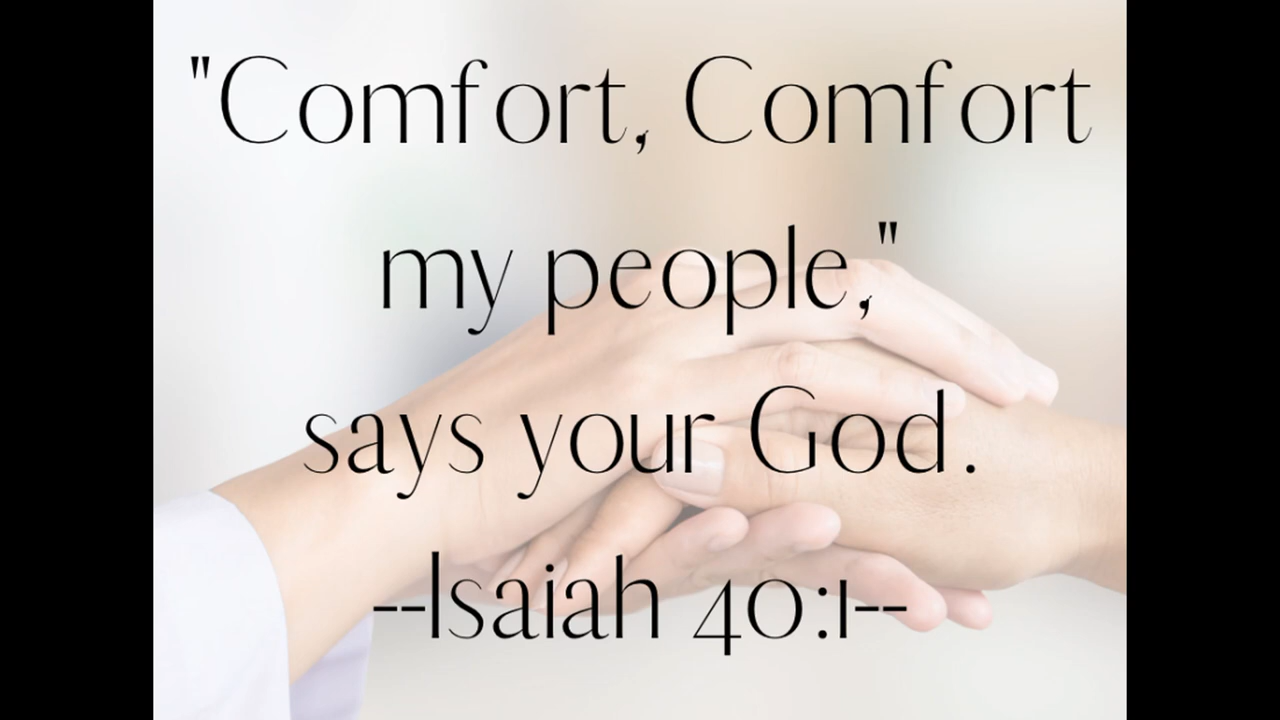 "Comfort, Comfort
my people,"
says your God.
--Isaiah 40:1--